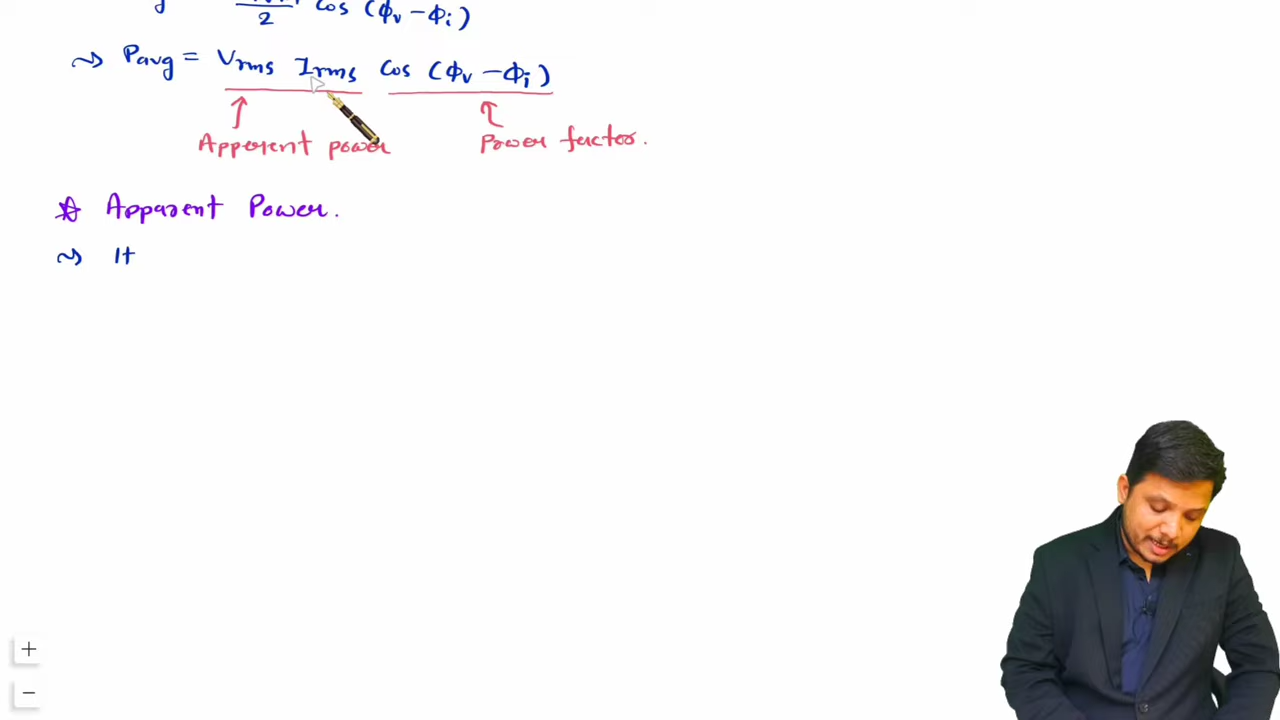 2 cos (ϕv – ϕi)
⇝ Pavg = Vrms Irms cos (ϕv – ϕi)
Apparent power Power factor.
☆ Apparent Power.
⇝ It
+
−